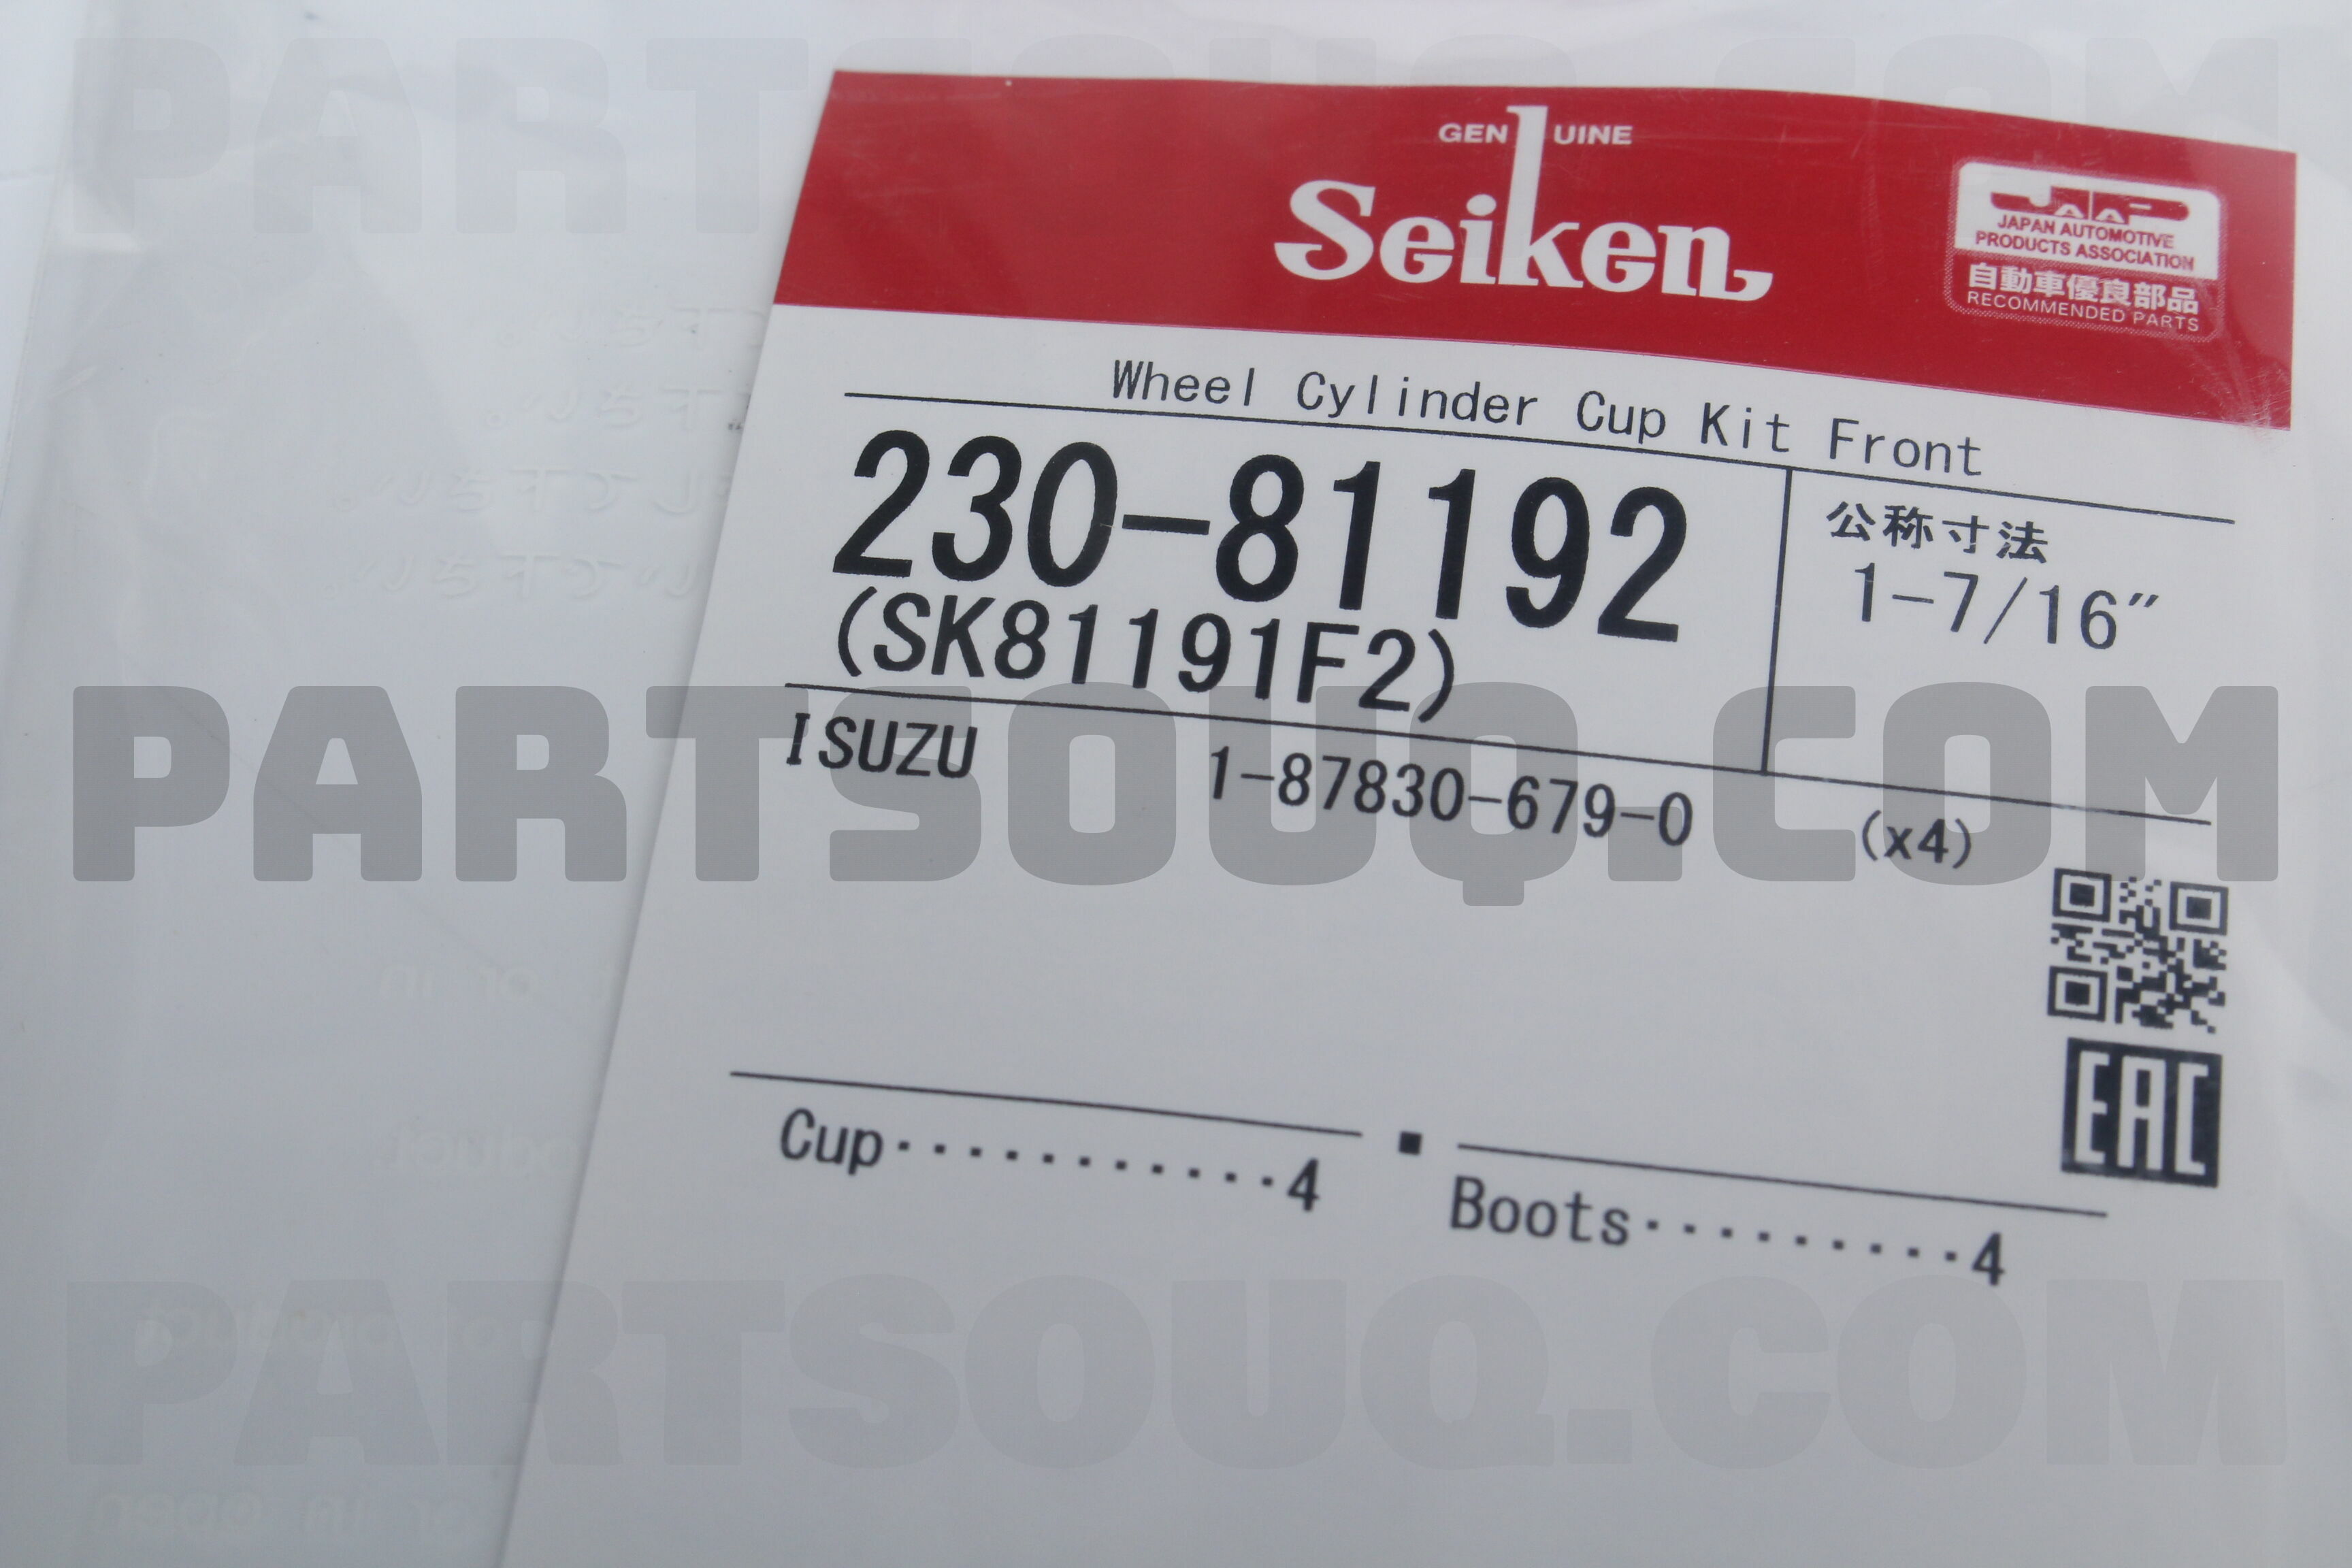 PARTSOUQ.COM
GENUINE
Seiken
JAPA
JAPAN AUTOMOTIVE
PRODUCTS ASSOCIATION
自動車優良部品
RECOMMENDED PARTS
Wheel Cylinder Cup Kit Front
230-81192
(SK81191F2)
公称寸法
1-7/16"
ISUZU 1-87830-679-0 (x4)
PARTSOUQ.COM
EAC
Cup············4 ▪ Boots·········4
PARTSOUQ.COM